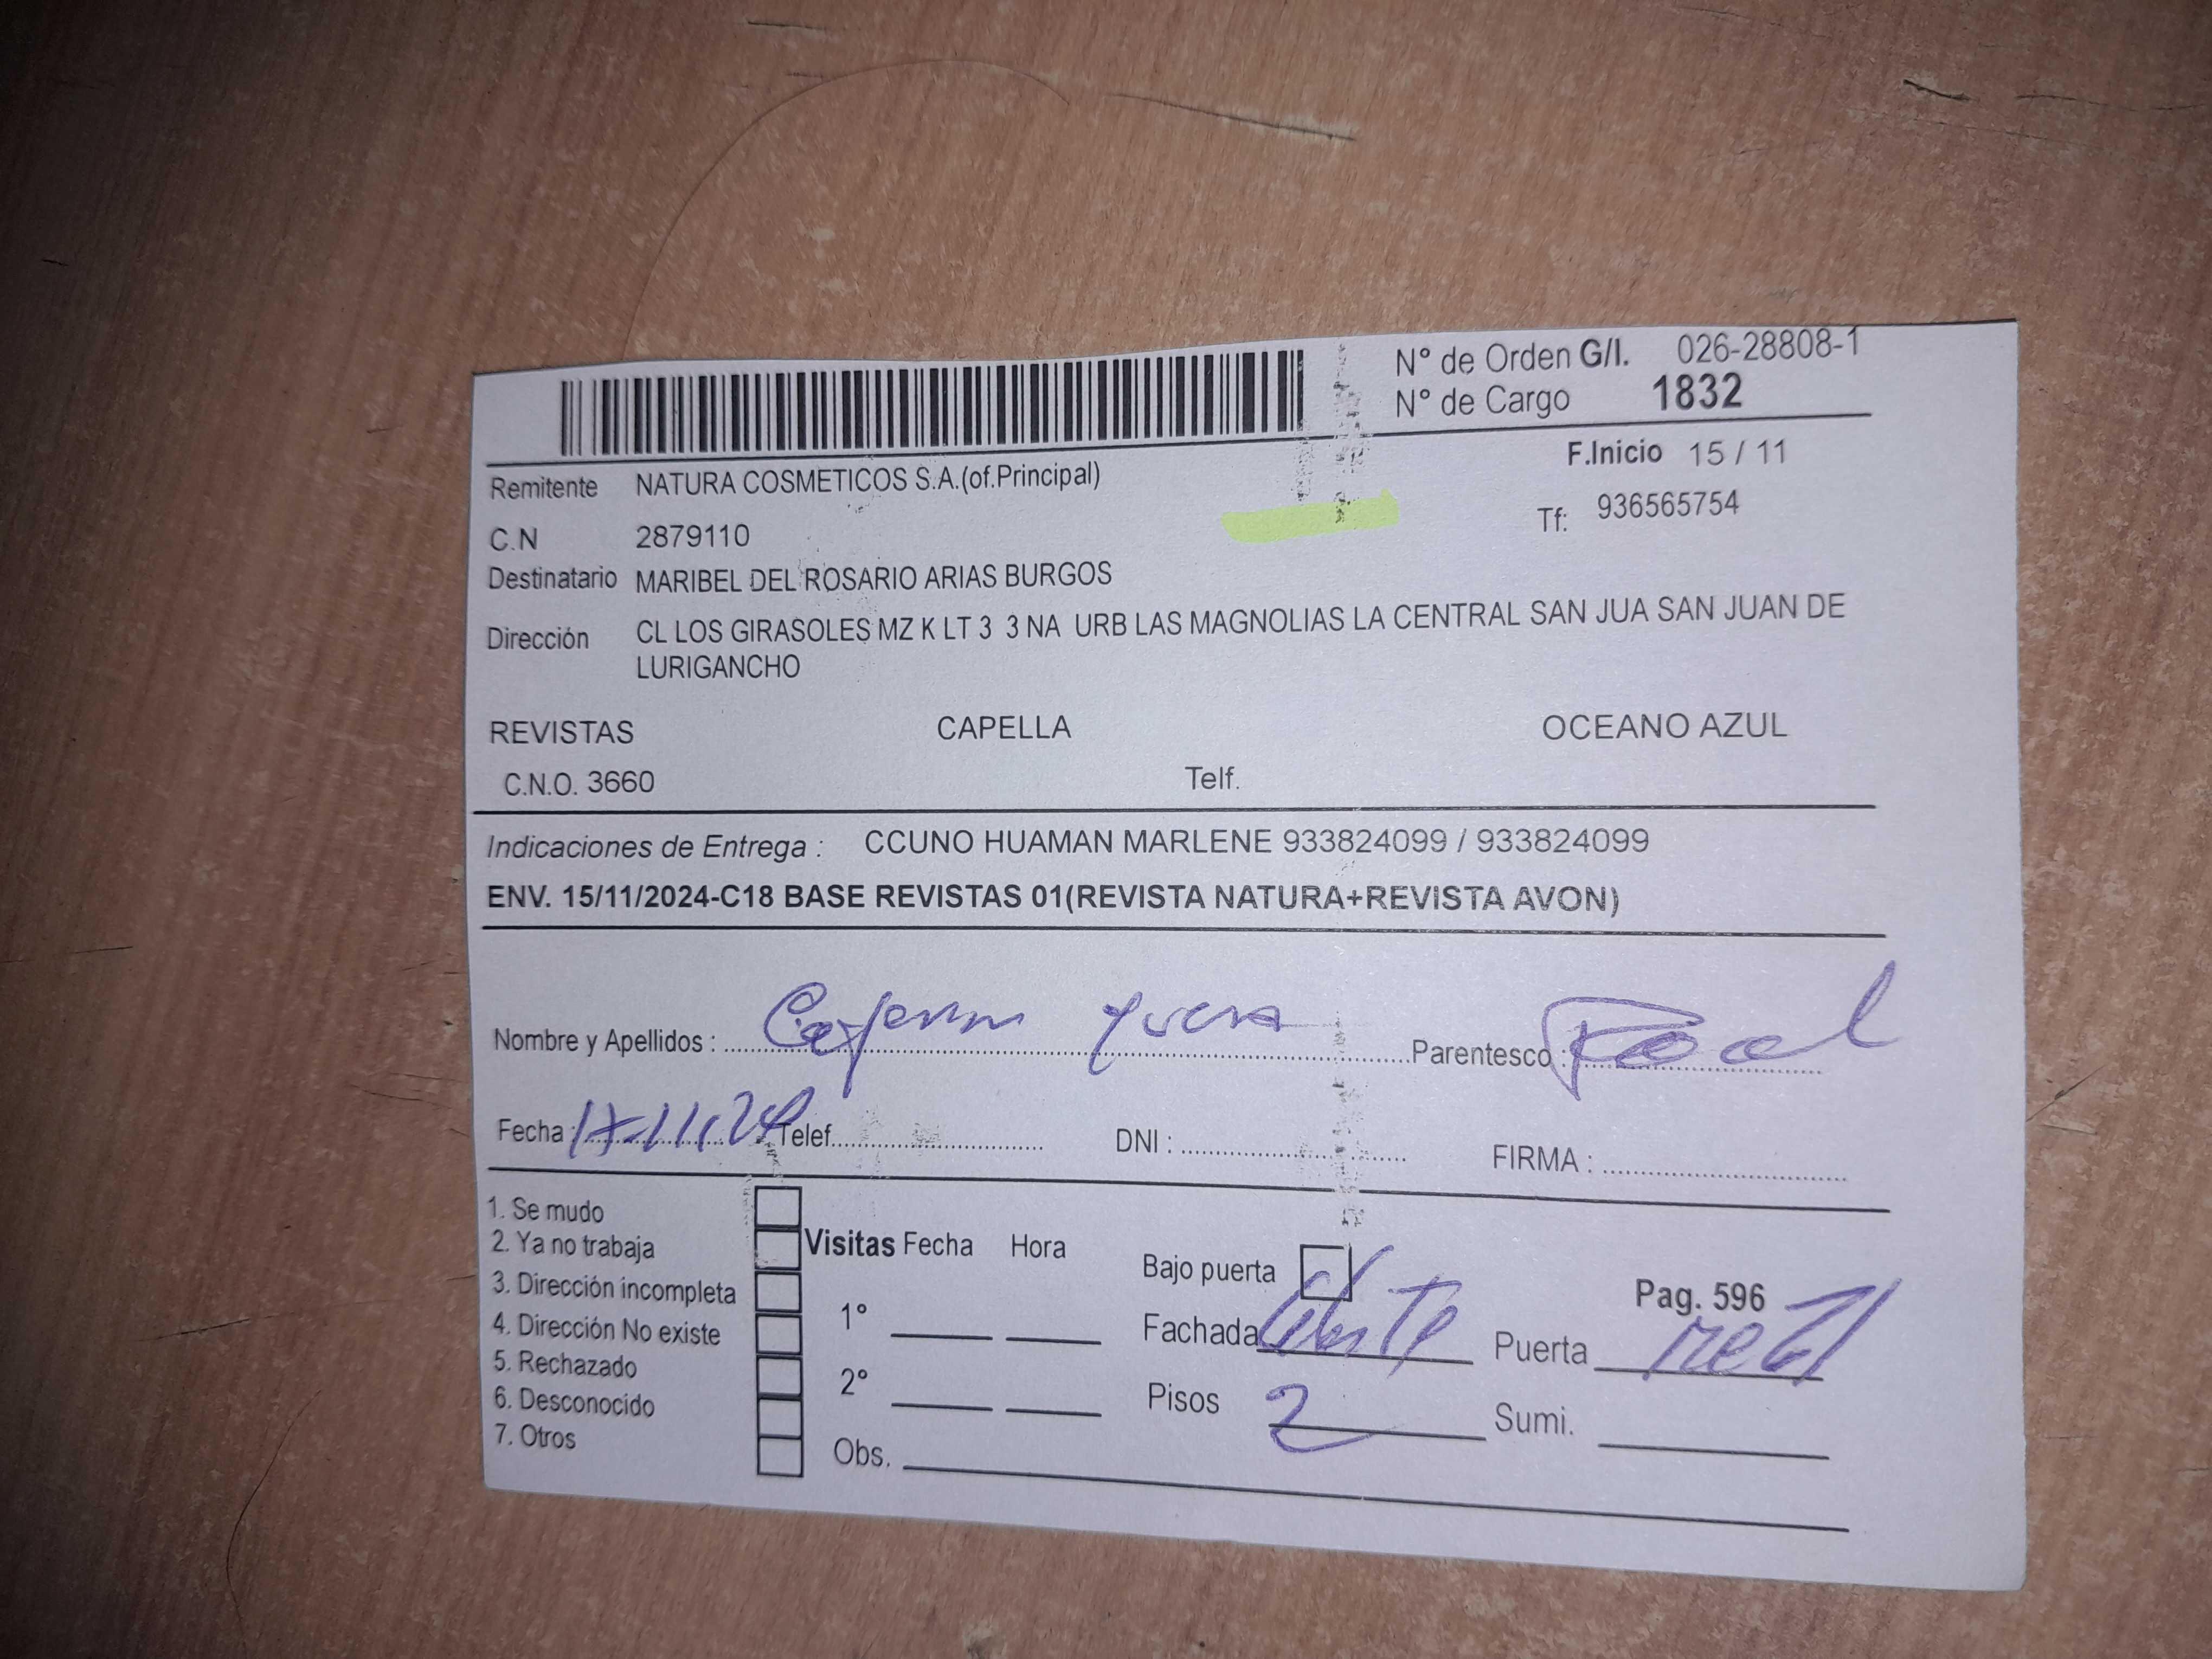 N° de Orden G/I. 026-28808-1
N° de Cargo 1832
F.Inicio 15 / 11
Remitente NATURA COSMETICOS S.A.(of.Principal)
Tf: 936565754
C.N 2879110
Destinatario MARIBEL DEL ROSARIO ARIAS BURGOS
Dirección CL LOS GIRASOLES MZ K LT 3 3 NA URB LAS MAGNOLIAS LA CENTRAL SAN JUA SAN JUAN DE
LURIGANCHO
REVISTAS CAPELLA OCEANO AZUL
C.N.O. 3660 Telf.
Indicaciones de Entrega : CCUNO HUAMAN MARLENE 933824099 / 933824099
ENV. 15/11/2024-C18 BASE REVISTAS 01(REVISTA NATURA+REVISTA AVON)
Nombre y Apellidos : Parentesco :
Fecha : 17-11-24 Telef. DNI : FIRMA :
1. Se mudo
2. Ya no trabaja
3. Dirección incompleta
4. Dirección No existe
5. Rechazado
6. Desconocido
7. Otros
Visitas Fecha Hora
1°
2°
Obs.
Bajo puerta
Pag. 596
Fachada Puerta
Pisos 2 Sumi.